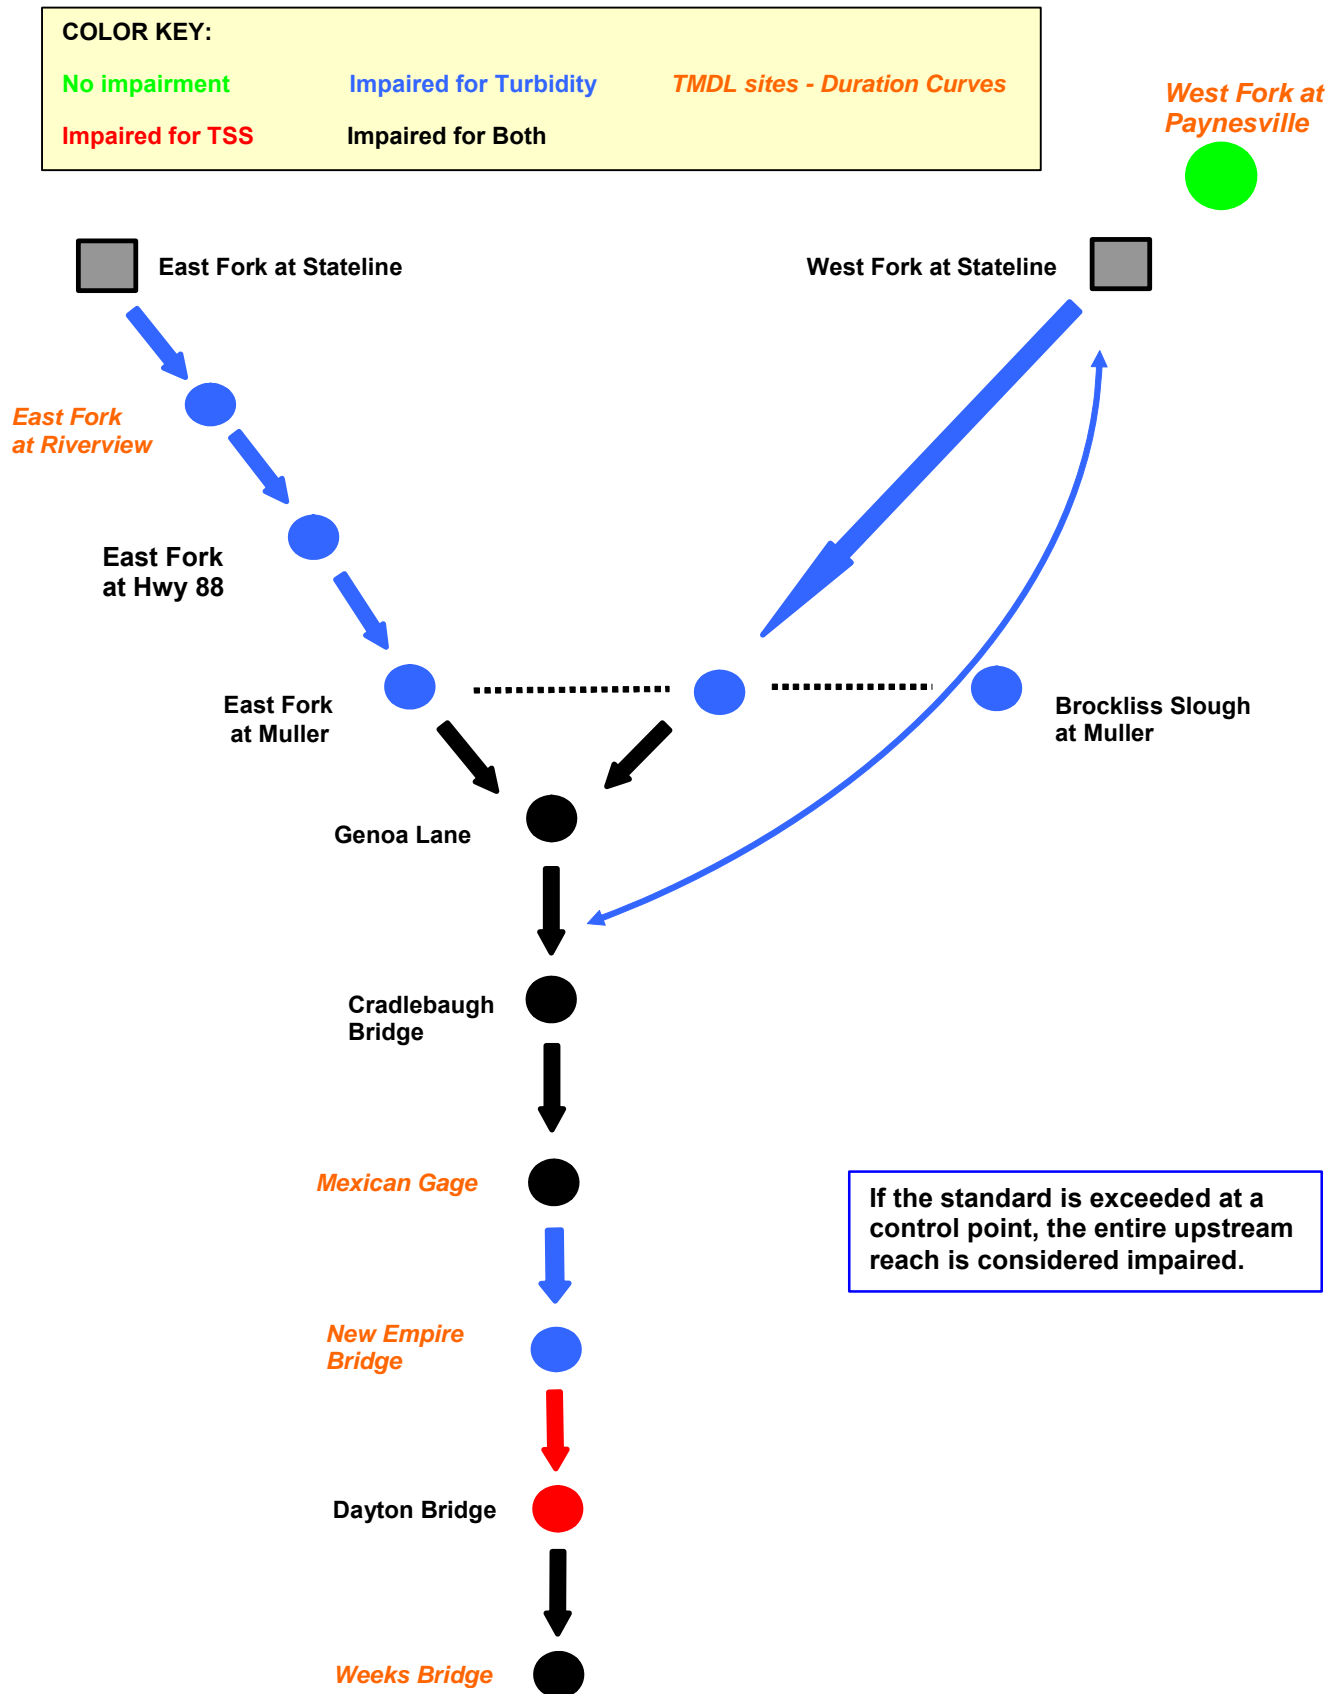 COLOR KEY:
No impairment Impaired for Turbidity TMDL sites - Duration Curves
Impaired for TSS Impaired for Both
West Fork at
Paynesville
East Fork at Stateline
West Fork at Stateline
East Fork
at Riverview
East Fork
at Hwy 88
East Fork
at Muller
Brockliss Slough
at Muller
Genoa Lane
Cradlebaugh
Bridge
Mexican Gage
If the standard is exceeded at a
control point, the entire upstream
reach is considered impaired.
New Empire
Bridge
Dayton Bridge
Weeks Bridge